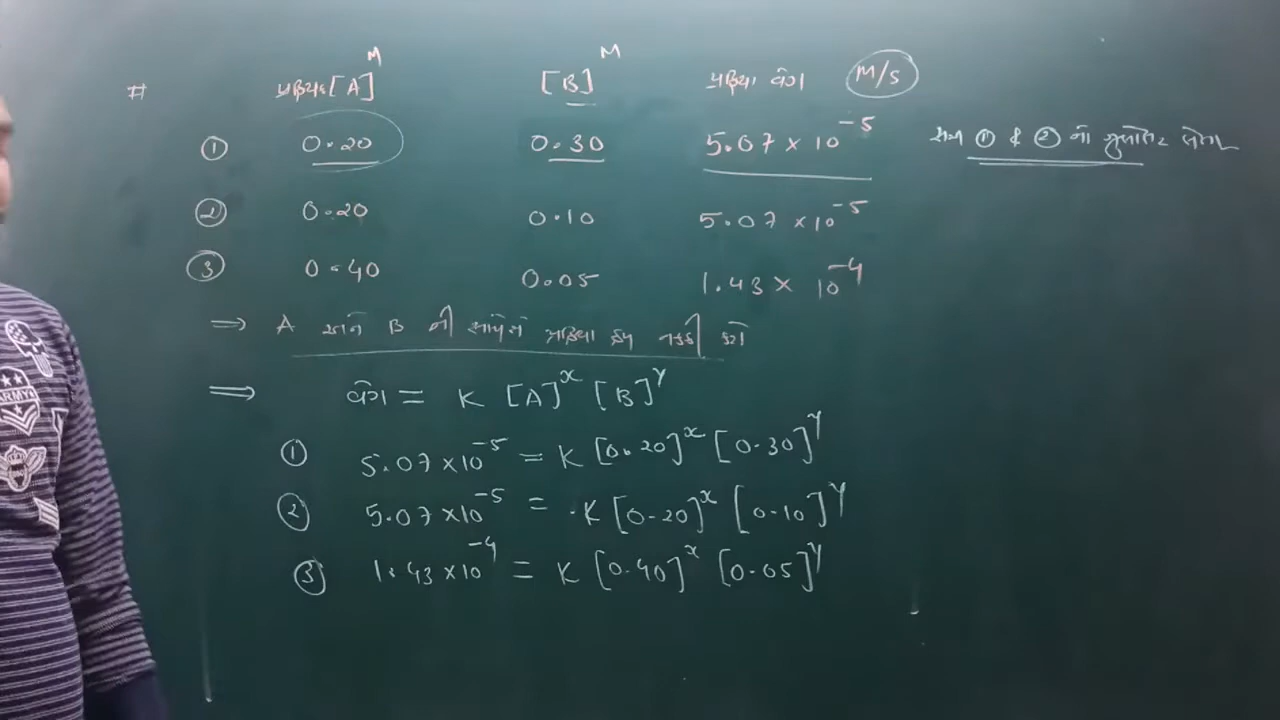 # પ્રક્રિયક [A] M [B] M પ્રક્રિયા વેગ M/s
① 0.20 0.30 5.07 × 10⁻⁵ સમી ① & ② નો ગુણોત્તર લેતા
② 0.20 0.10 5.07 × 10⁻⁵
③ 0.40 0.05 1.43 × 10⁻⁴
⇒ A અને B ની સાપેક્ષે પ્રક્રિયા ક્રમ નક્કી કરો
⇒ વેગ = K [A]ˣ [B]ʸ
① 5.07×10⁻⁵ = K [0.20]ˣ [0.30]ʸ
② 5.07×10⁻⁵ = K [0.20]ˣ [0.10]ʸ
③ 1.43×10⁻⁴ = K [0.40]ˣ [0.05]ʸ
ARMY